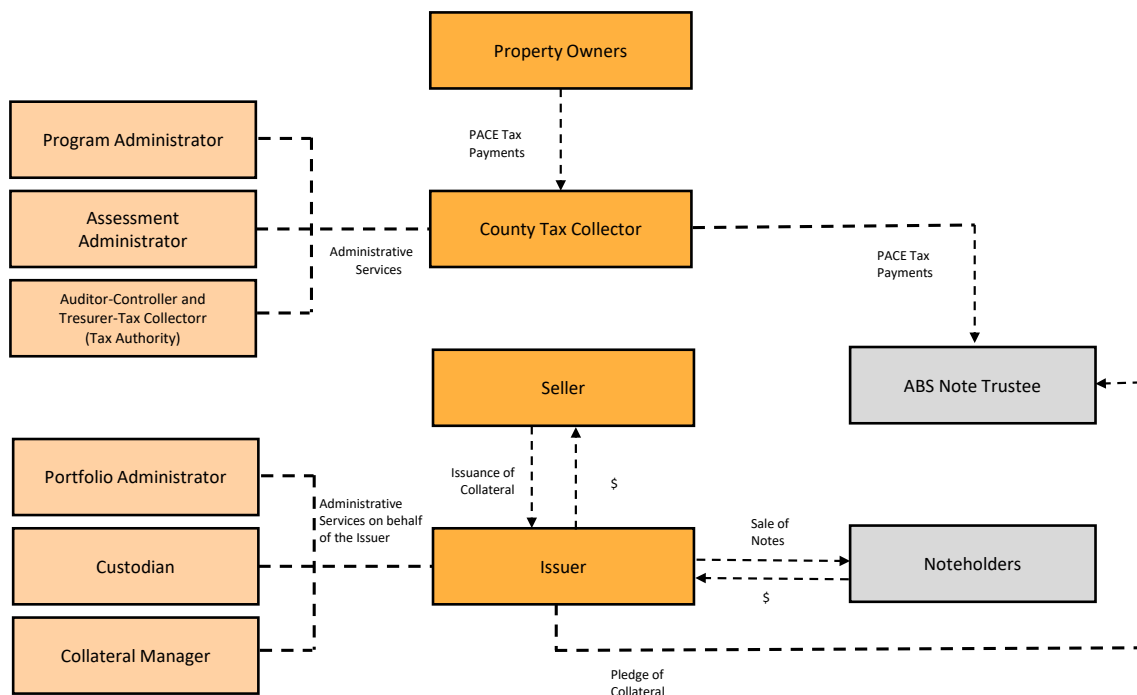 Property Owners
PACE Tax
Payments
Program Administrator
Assessment
Administrator
Auditor-Controller and
Tresurer-Tax Collectorr
(Tax Authority)
Administrative
Services
County Tax Collector
PACE Tax
Payments
ABS Note Trustee
Seller
Issuance of
Collateral
$
Portfolio Administrator
Custodian
Collateral Manager
Administrative
Services on behalf
of the Issuer
Issuer
Sale of
Notes
$
Noteholders
Pledge of
Collateral